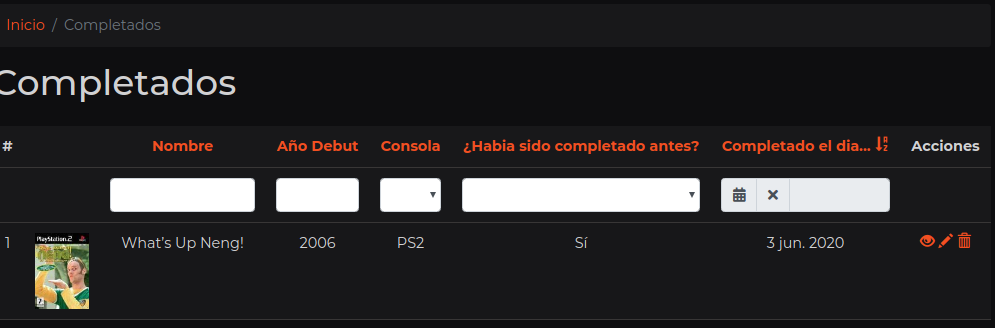 Inicio / Completados
Completados
# Nombre Año Debut Consola ¿Habia sido completado antes? Completado el dia... Acciones
1 What's Up Neng! 2006 PS2 Sí 3 jun. 2020
PlayStation 2